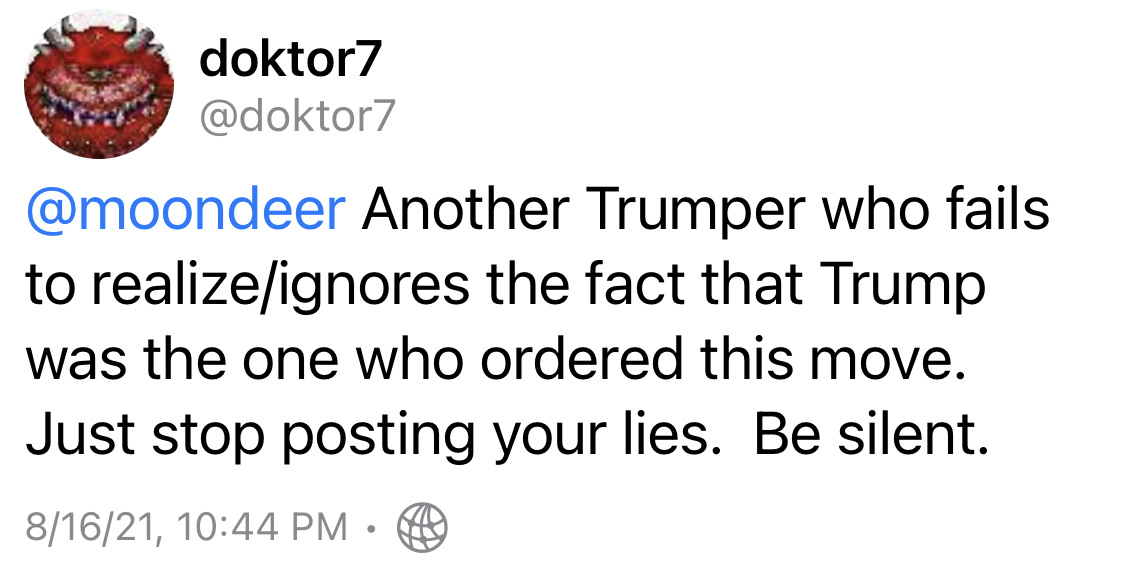 doktor7
@doktor7
@moondeer Another Trumper who fails
to realize/ignores the fact that Trump
was the one who ordered this move.
Just stop posting your lies.  Be silent.
8/16/21, 10:44 PM •